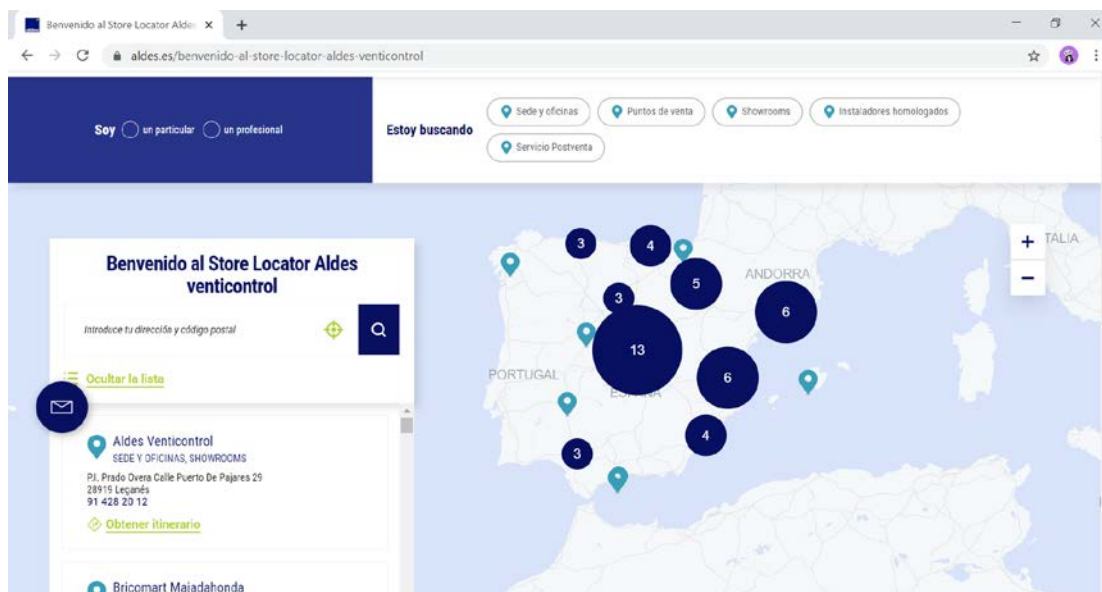 Benvenido al Store Locator Aldes
aldes.es/benvenido-al-store-locator-aldes-venticontrol
Soy un particular un profesional
Estoy buscando
Sede y oficinas
Puntos de venta
Showrooms
Instaladores homologados
Servicio Postventa
Benvenido al Store Locator Aldes
venticontrol
Introduce tu dirección y código postal
Ocultar la lista
Aldes Venticontrol
SEDE Y OFICINAS, SHOWROOMS
P.I. Prado Overa Calle Puerto De Pajares 29
28919 Leganés
91 428 20 12
Obtener itinerario
Bricomart Majadahonda
3
4
5
ANDORRA
3
6
13
PORTUGAL
6
ESPAÑA
4
3
+
TALIA
−